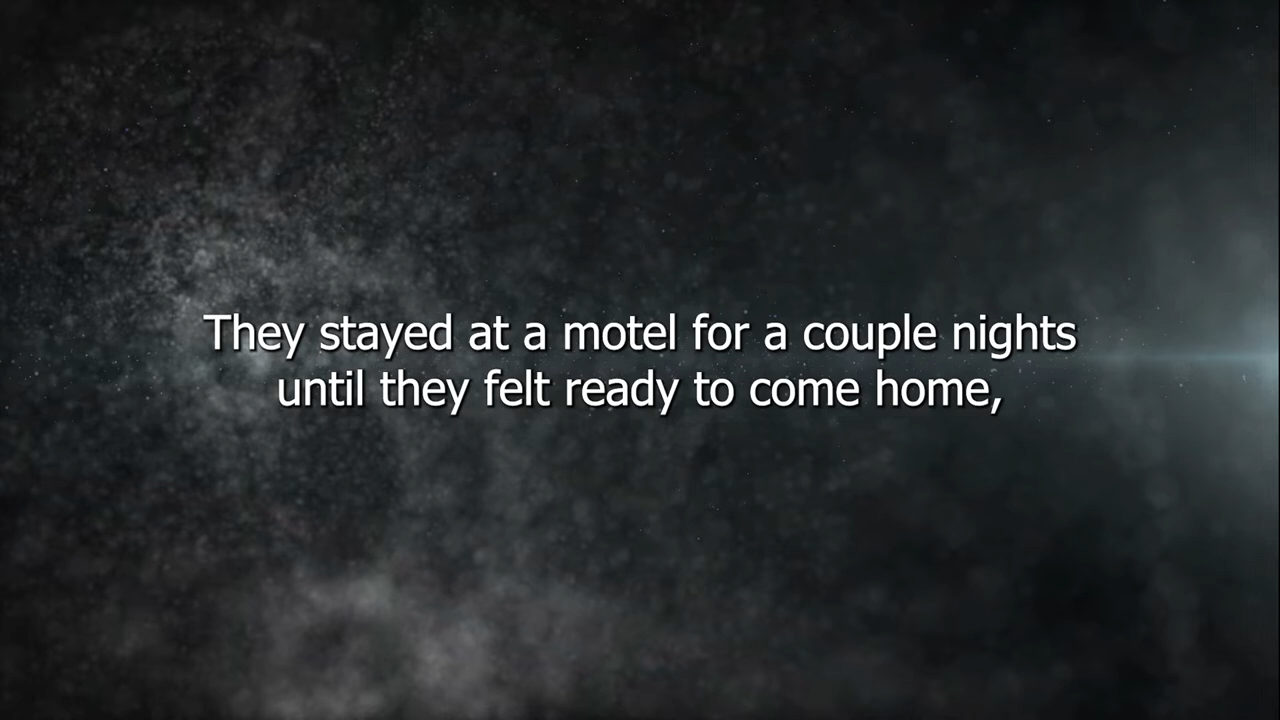 They stayed at a motel for a couple nights
until they felt ready to come home,